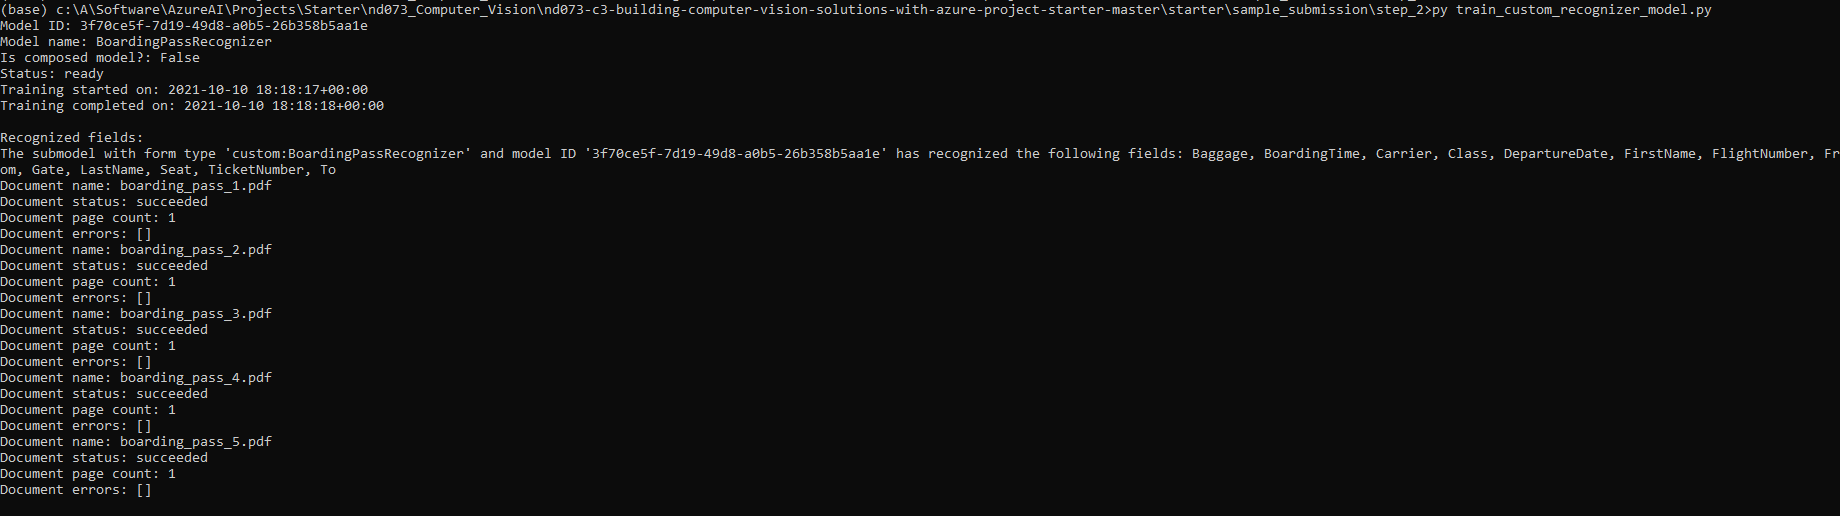 (base) c:\A\Software\AzureAI\Projects\Starter\nd073_Computer_Vision\nd073-c3-building-computer-vision-solutions-with-azure-project-starter-master\starter\sample_submission\step_2>py train_custom_recognizer_model.py
Model ID: 3f70ce5f-7d19-49d8-a0b5-26b358b5aa1e
Model name: BoardingPassRecognizer
Is composed model?: False
Status: ready
Training started on: 2021-10-10 18:18:17+00:00
Training completed on: 2021-10-10 18:18:18+00:00
Recognized fields:
The submodel with form type 'custom:BoardingPassRecognizer' and model ID '3f70ce5f-7d19-49d8-a0b5-26b358b5aa1e' has recognized the following fields: Baggage, BoardingTime, Carrier, Class, DepartureDate, FirstName, FlightNumber, Fr
om, Gate, LastName, Seat, TicketNumber, To
Document name: boarding_pass_1.pdf
Document status: succeeded
Document page count: 1
Document errors: []
Document name: boarding_pass_2.pdf
Document status: succeeded
Document page count: 1
Document errors: []
Document name: boarding_pass_3.pdf
Document status: succeeded
Document page count: 1
Document errors: []
Document name: boarding_pass_4.pdf
Document status: succeeded
Document page count: 1
Document errors: []
Document name: boarding_pass_5.pdf
Document status: succeeded
Document page count: 1
Document errors: []